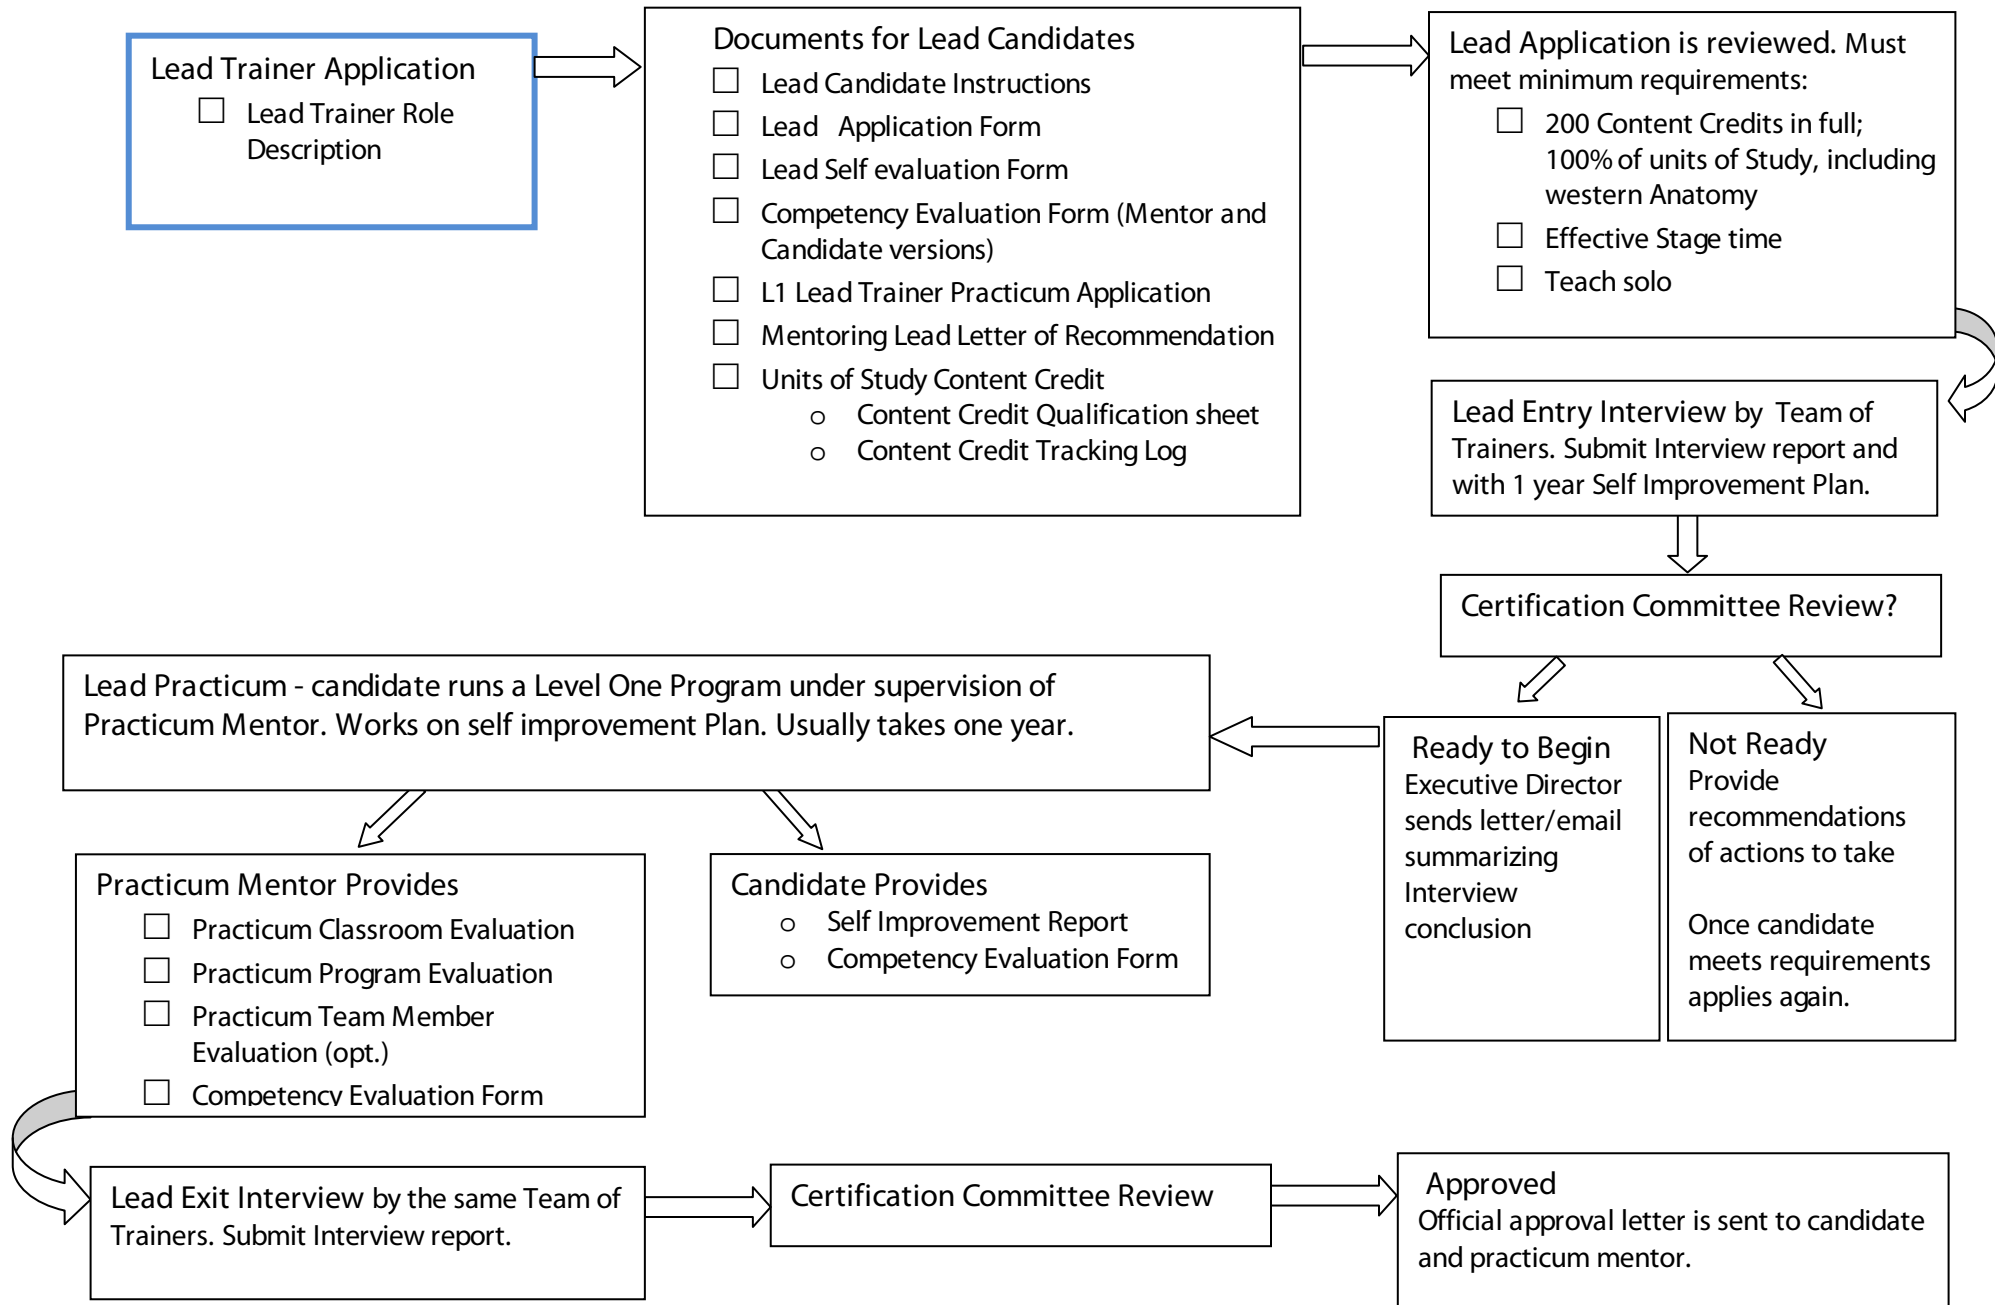 Lead Trainer Application
Lead Trainer Role
Description
Documents for Lead Candidates
Lead Candidate Instructions
Lead Application Form
Lead Self evaluation Form
Competency Evaluation Form (Mentor and
Candidate versions)
L1 Lead Trainer Practicum Application
Mentoring Lead Letter of Recommendation
Units of Study Content Credit
o Content Credit Qualification sheet
o Content Credit Tracking Log
Lead Application is reviewed. Must
meet minimum requirements:
200 Content Credits in full;
100% of units of Study, including
western Anatomy
Effective Stage time
Teach solo
Lead Entry Interview by Team of
Trainers. Submit Interview report and
with 1 year Self Improvement Plan.
Certification Committee Review?
Ready to Begin
Executive Director
sends letter/email
summarizing
Interview
conclusion
Not Ready
Provide
recommendations
of actions to take
Once candidate
meets requirements
applies again.
Lead Practicum - candidate runs a Level One Program under supervision of
Practicum Mentor. Works on self improvement Plan. Usually takes one year.
Practicum Mentor Provides
Practicum Classroom Evaluation
Practicum Program Evaluation
Practicum Team Member
Evaluation (opt.)
Competency Evaluation Form
Candidate Provides
o Self Improvement Report
o Competency Evaluation Form
Lead Exit Interview by the same Team of
Trainers. Submit Interview report.
Certification Committee Review
Approved
Official approval letter is sent to candidate
and practicum mentor.